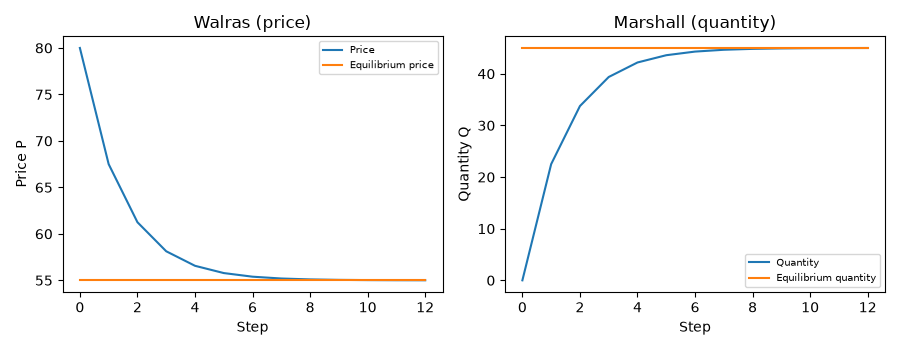 Walras (price)
Price P
80
75
70
65
60
55
0 2 4 6 8 10 12
Step
Price
Equilibrium price
Marshall (quantity)
Quantity Q
40
30
20
10
0
0 2 4 6 8 10 12
Step
Quantity
Equilibrium quantity